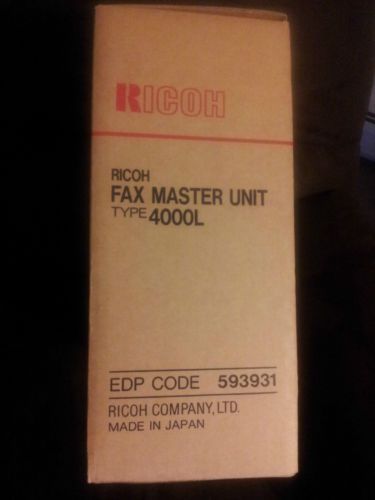 RICOH
RICOH
FAX MASTER UNIT
TYPE 4000L
EDP CODE 593931
RICOH COMPANY, LTD.
MADE IN JAPAN